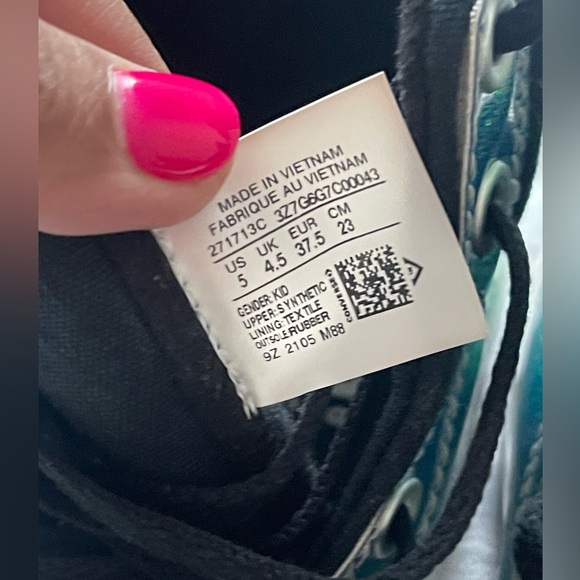 MADE IN VIETNAM
FABRIQUE AU VIETNAM
271713C 3Z7G6G7C00043
US UK EUR CM
5 4.5 37.5 23
GENDER: KID
UPPER: SYNTHETIC
LINING: TEXTILE
OUTSOLE: RUBBER
9Z 2105 M88
CONVERSE